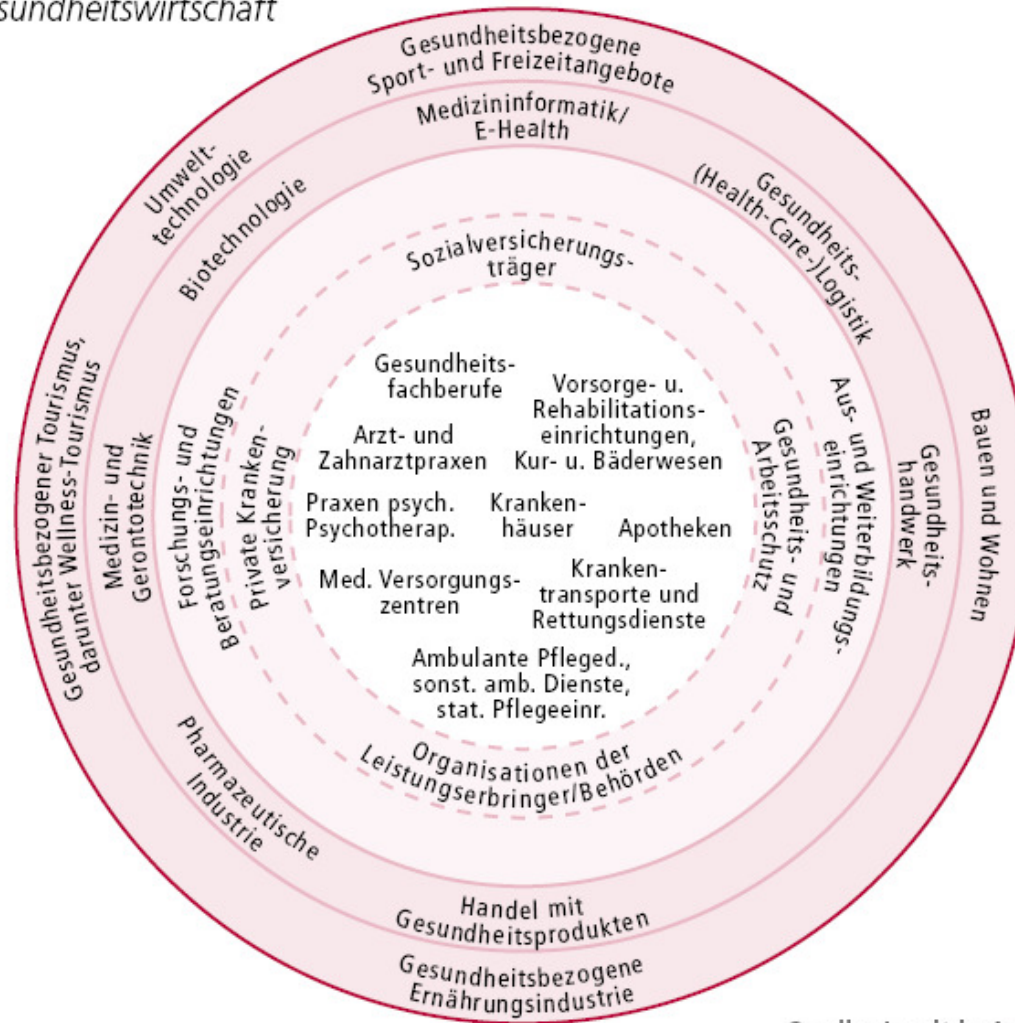 sundheitswirtschaft
Gesundheitsbezogene
Sport- und Freizeitangebote
Medizininformatik/
E-Health
Umwelt-
technologie
Biotechnologie
Gesundheits-
(Health-Care-)Logistik
Sozialversicherungs-
träger
Gesundheitsbezogener Tourismus,
darunter Wellness-Tourismus
Medizin- und
Gerontotechnik
Forschungs- und
Beratungseinrichtungen
Private Kranken-
versicherung
Gesundheits-
fachberufe
Vorsorge- u.
Rehabilitations-
einrichtungen,
Kur- u. Bäderwesen
Arzt- und
Zahnarztpraxen
Praxen psych.
Psychotherap.
Kranken-
häuser
Apotheken
Med. Versorgungs-
zentren
Kranken-
transporte und
Rettungsdienste
Ambulante Pfleged.,
sonst. amb. Dienste,
stat. Pflegeeinr.
Gesundheits- und
Arbeitsschutz
Aus- und Weiterbildungs-
einrichtungen
Gesundheits-
handwerk
Bauen und Wohnen
Organisationen der
Leistungserbringer/Behörden
Pharmazeutische
Industrie
Handel mit
Gesundheitsprodukten
Gesundheitsbezogene
Ernährungsindustrie